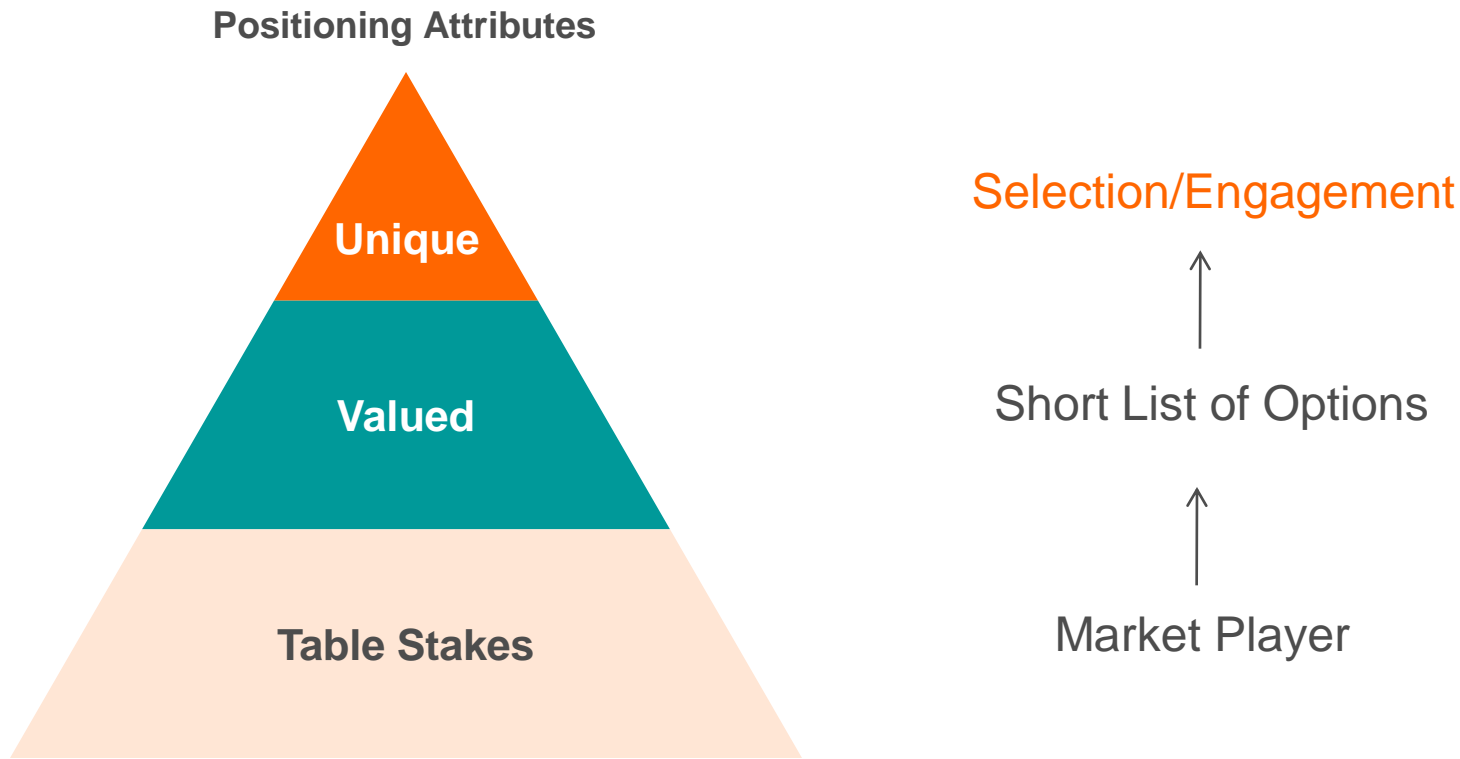 Positioning Attributes
Unique
Selection/Engagement
Valued
Short List of Options
Table Stakes
Market Player